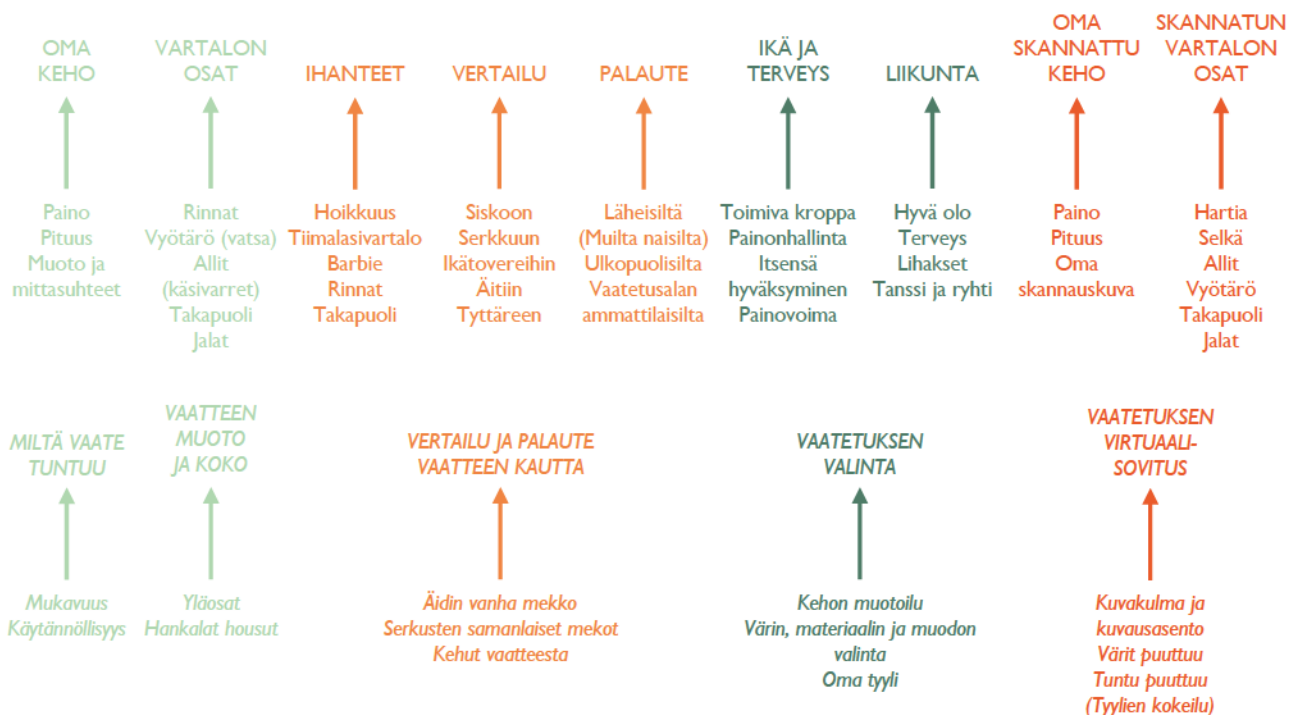 OMA
KEHO
VARTALON
OSAT
IHANTEET
VERTAILU
PALAUTE
IKÄ JA
TERVEYS
LIIKUNTA
OMA
SKANNATTU
KEHO
SKANNATUN
VARTALON
OSAT
Paino
Pituus
Muoto ja
mittasuhteet
Rinnat
Vyötärö (vatsa)
Allit
(käsivarret)
Takapuoli
Jalat
Hoikkuus
Tiimalasivartalo
Barbie
Rinnat
Takapuoli
Siskoon
Serkkuun
Ikätovereihin
Äitiin
Tyttäreen
Läheisiltä
(Muilta naisilta)
Ulkopuolisilta
Vaatetusalan
ammattilaisilta
Toimiva kroppa
Painonhallinta
Itsensä
hyväksyminen
Painovoima
Hyvä olo
Terveys
Lihakset
Tanssi ja ryhti
Paino
Pituus
Oma
skannauskuva
Hartia
Selkä
Allit
Vyötärö
Takapuoli
Jalat
MILTÄ VAATE
TUNTUU
VAATTEEN
MUOTO
JA KOKO
VERTAILU JA PALAUTE
VAATTEEN KAUTTA
VAATETUKSEN
VALINTA
VAATETUKSEN
VIRTUAALI-
SOVITUS
Mukavuus
Käytännöllisyys
Yläosat
Hankalat housut
Äidin vanha mekko
Serkusten samanlaiset mekot
Kehut vaatteesta
Kehon muotoilu
Värin, materiaalin ja muodon
valinta
Oma tyyli
Kuvakulma ja
kuvausasento
Värit puuttuu
Tuntu puuttuu
(Tyylien kokeilu)